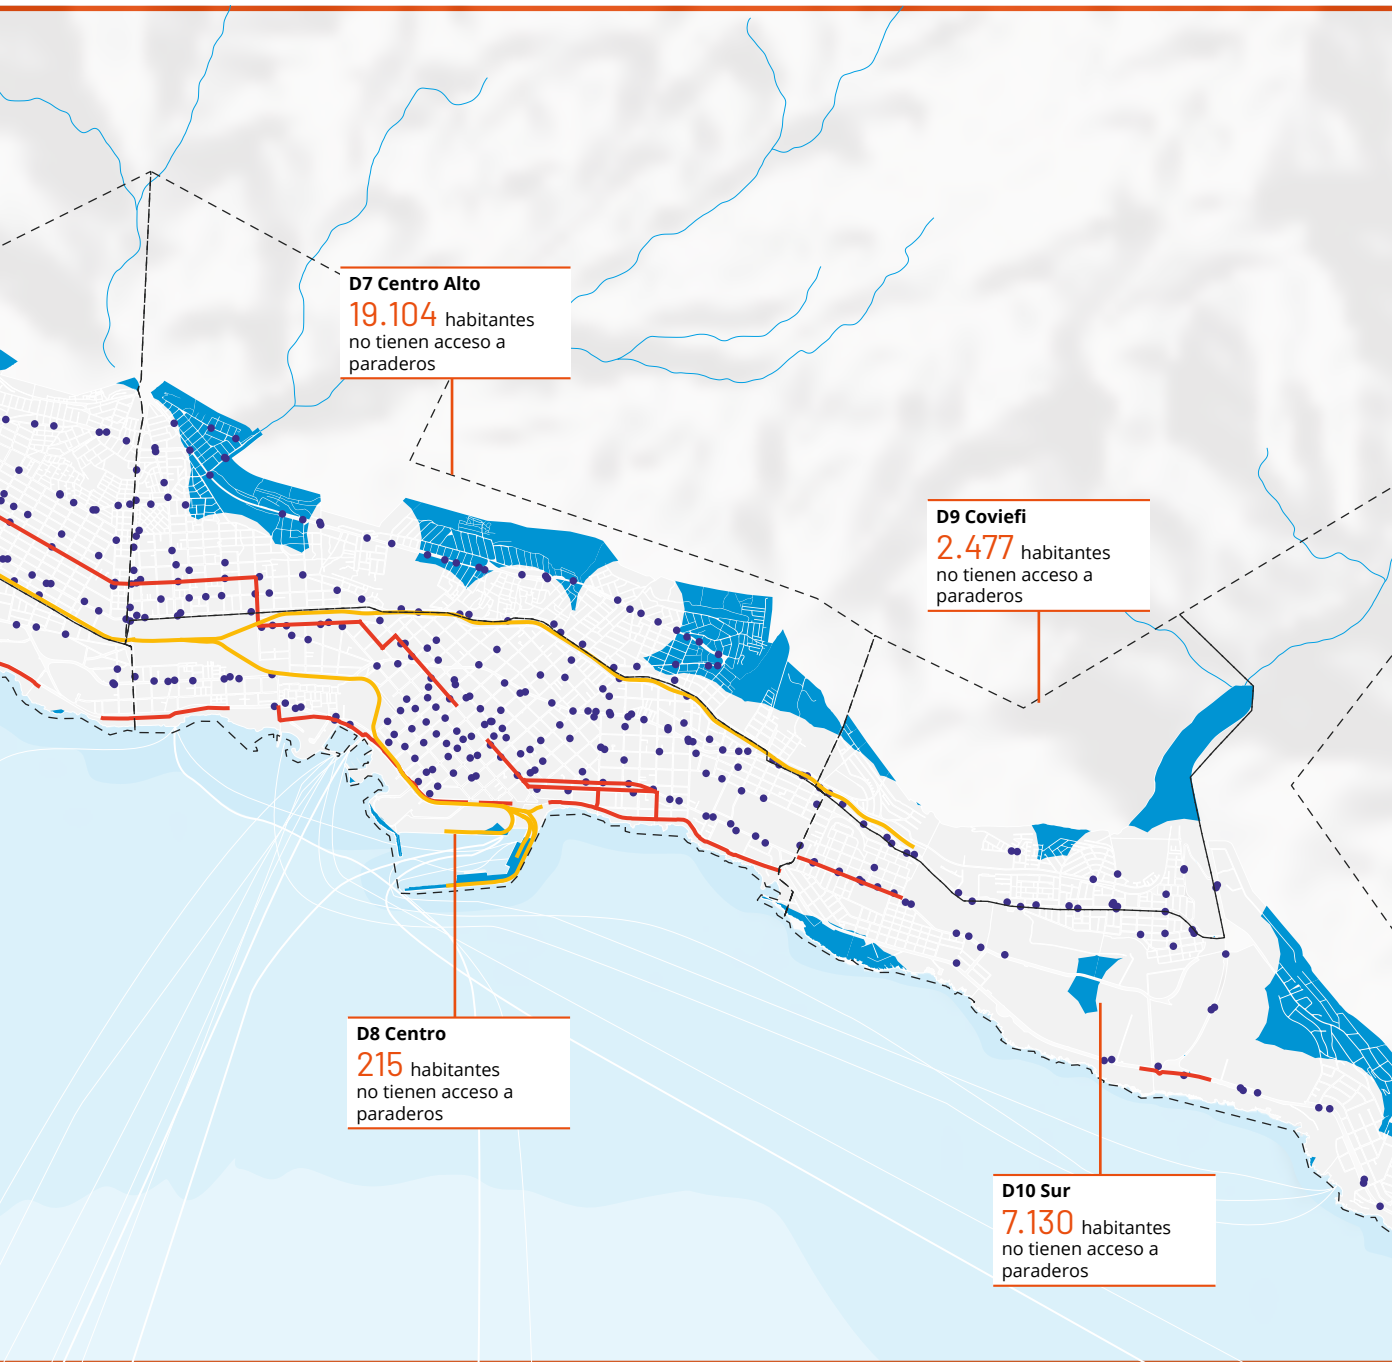 D7 Centro Alto
19.104 habitantes
no tienen acceso a
paraderos
D9 Coviefi
2.477 habitantes
no tienen acceso a
paraderos
D8 Centro
215 habitantes
no tienen acceso a
paraderos
D10 Sur
7.130 habitantes
no tienen acceso a
paraderos